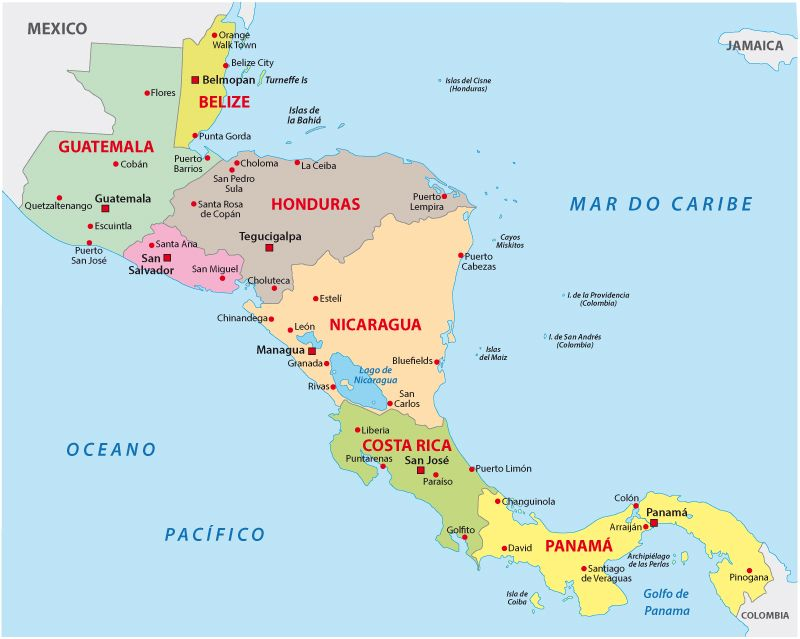 MEXICO
Orange
Walk Town
JAMAICA
Belize City
Belmopan
Turneffe Is
Islas del Cisne
(Honduras)
Flores
BELIZE
Islas de
la Bahiá
Punta Gorda
GUATEMALA
Puerto
Barrios
Cobán
Choloma
La Ceiba
San Pedro
Sula
Quetzaltenango
Guatemala
Santa Rosa
de Copán
HONDURAS
Puerto
Lempira
MAR DO CARIBE
Escuintla
Tegucigalpa
Cayos
Miskitos
Puerto
San José
Santa Ana
San
Salvador
San Miguel
Puerto
Cabezas
Choluteca
Estelí
I. de la Providencia
(Colombia)
Chinandega
León
NICARAGUA
I. de San Andrés
(Colombia)
Managua
Islas
del Maíz
Granada
Bluefields
Lago de
Nicaragua
Rivas
San
Carlos
Liberia
COSTA RICA
OCEANO
Puntarenas
San José
Puerto Limón
Paraíso
Changuinola
Colón
Panamá
PACÍFICO
Golfito
Arraiján
David
PANAMÁ
Archipiélago
de las Perlas
Santiago
de Veraguas
Pinogana
Isla de
Coiba
Golfo de
Panama
COLOMBIA